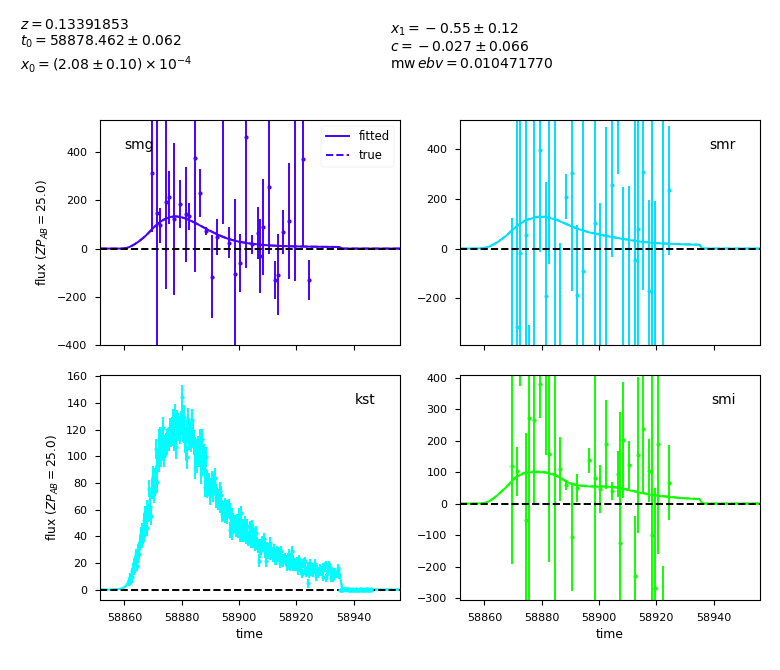 z = 0.13391853
t₀ = 58878.462 ± 0.062
x₀ = (2.08 ± 0.10) × 10⁻⁴
x₁ = −0.55 ± 0.12
c = −0.027 ± 0.066
mw ebv = 0.010471770
smg
fitted
true
400
200
0
−200
−400
flux (ZP_AB = 25.0)
smr
400
200
0
−200
kst
160
140
120
100
80
60
40
20
0
flux (ZP_AB = 25.0)
58860 58880 58900 58920 58940
time
smi
400
300
200
100
0
−100
−200
−300
58860 58880 58900 58920 58940
time